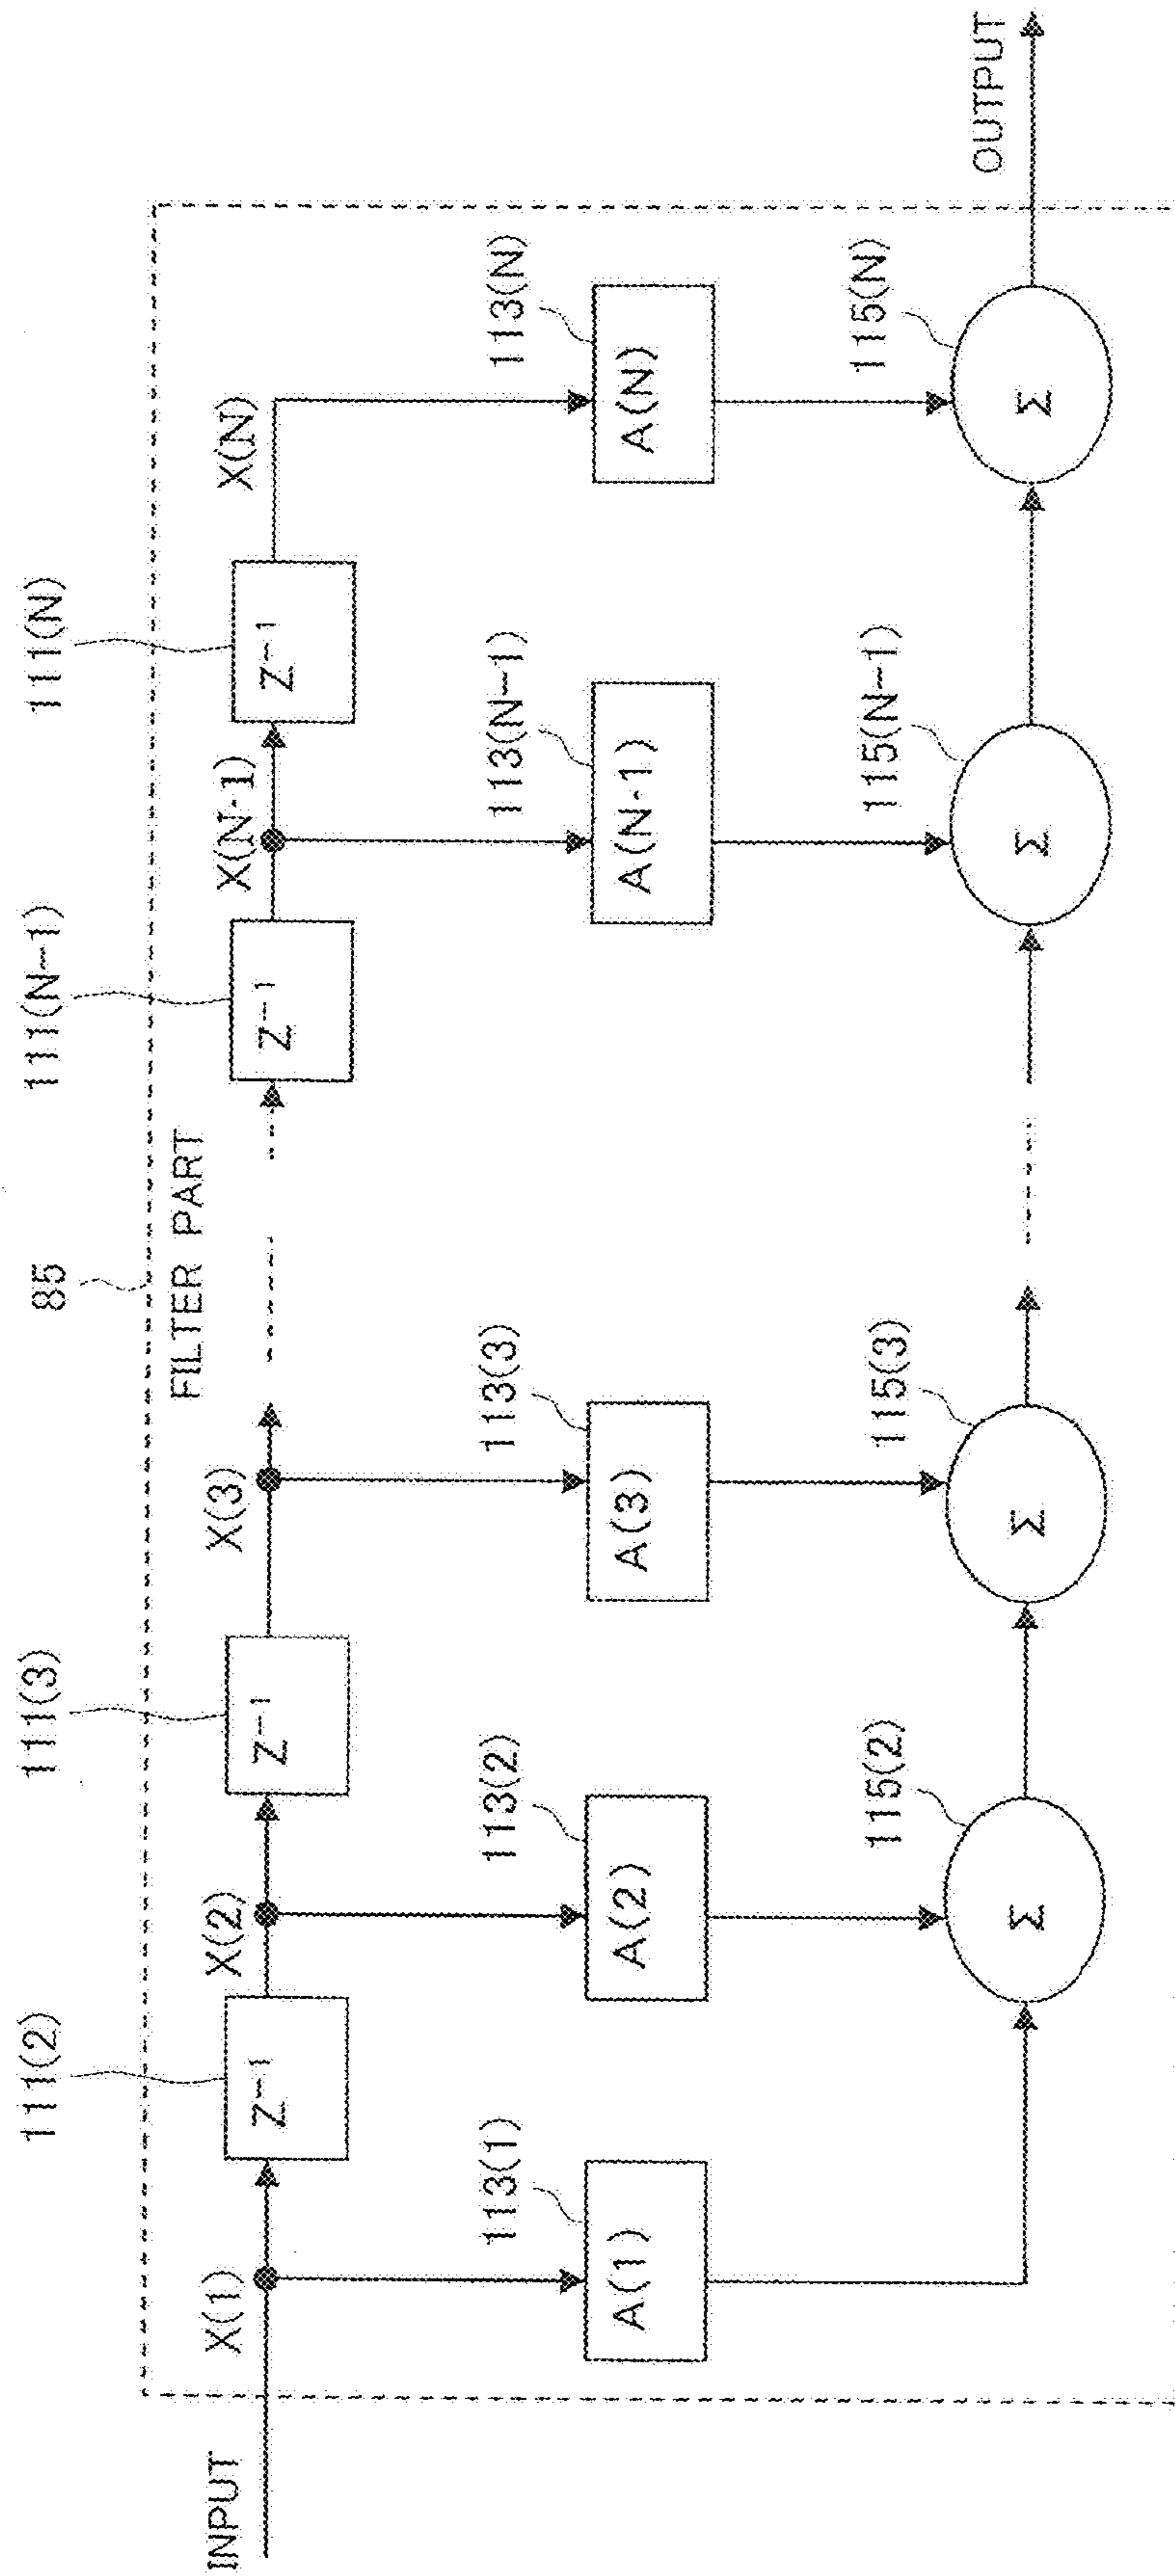 85
111(2)
111(3)
111(N-1)
111(N)
FILTER PART
INPUT
X(1)
X(2)
X(3)
X(N-1)
X(N)
Z⁻¹
Z⁻¹
Z⁻¹
Z⁻¹
113(1)
113(2)
113(3)
113(N-1)
113(N)
A(1)
A(2)
A(3)
A(N-1)
A(N)
115(2)
115(3)
115(N-1)
115(N)
Σ
Σ
Σ
Σ
OUTPUT